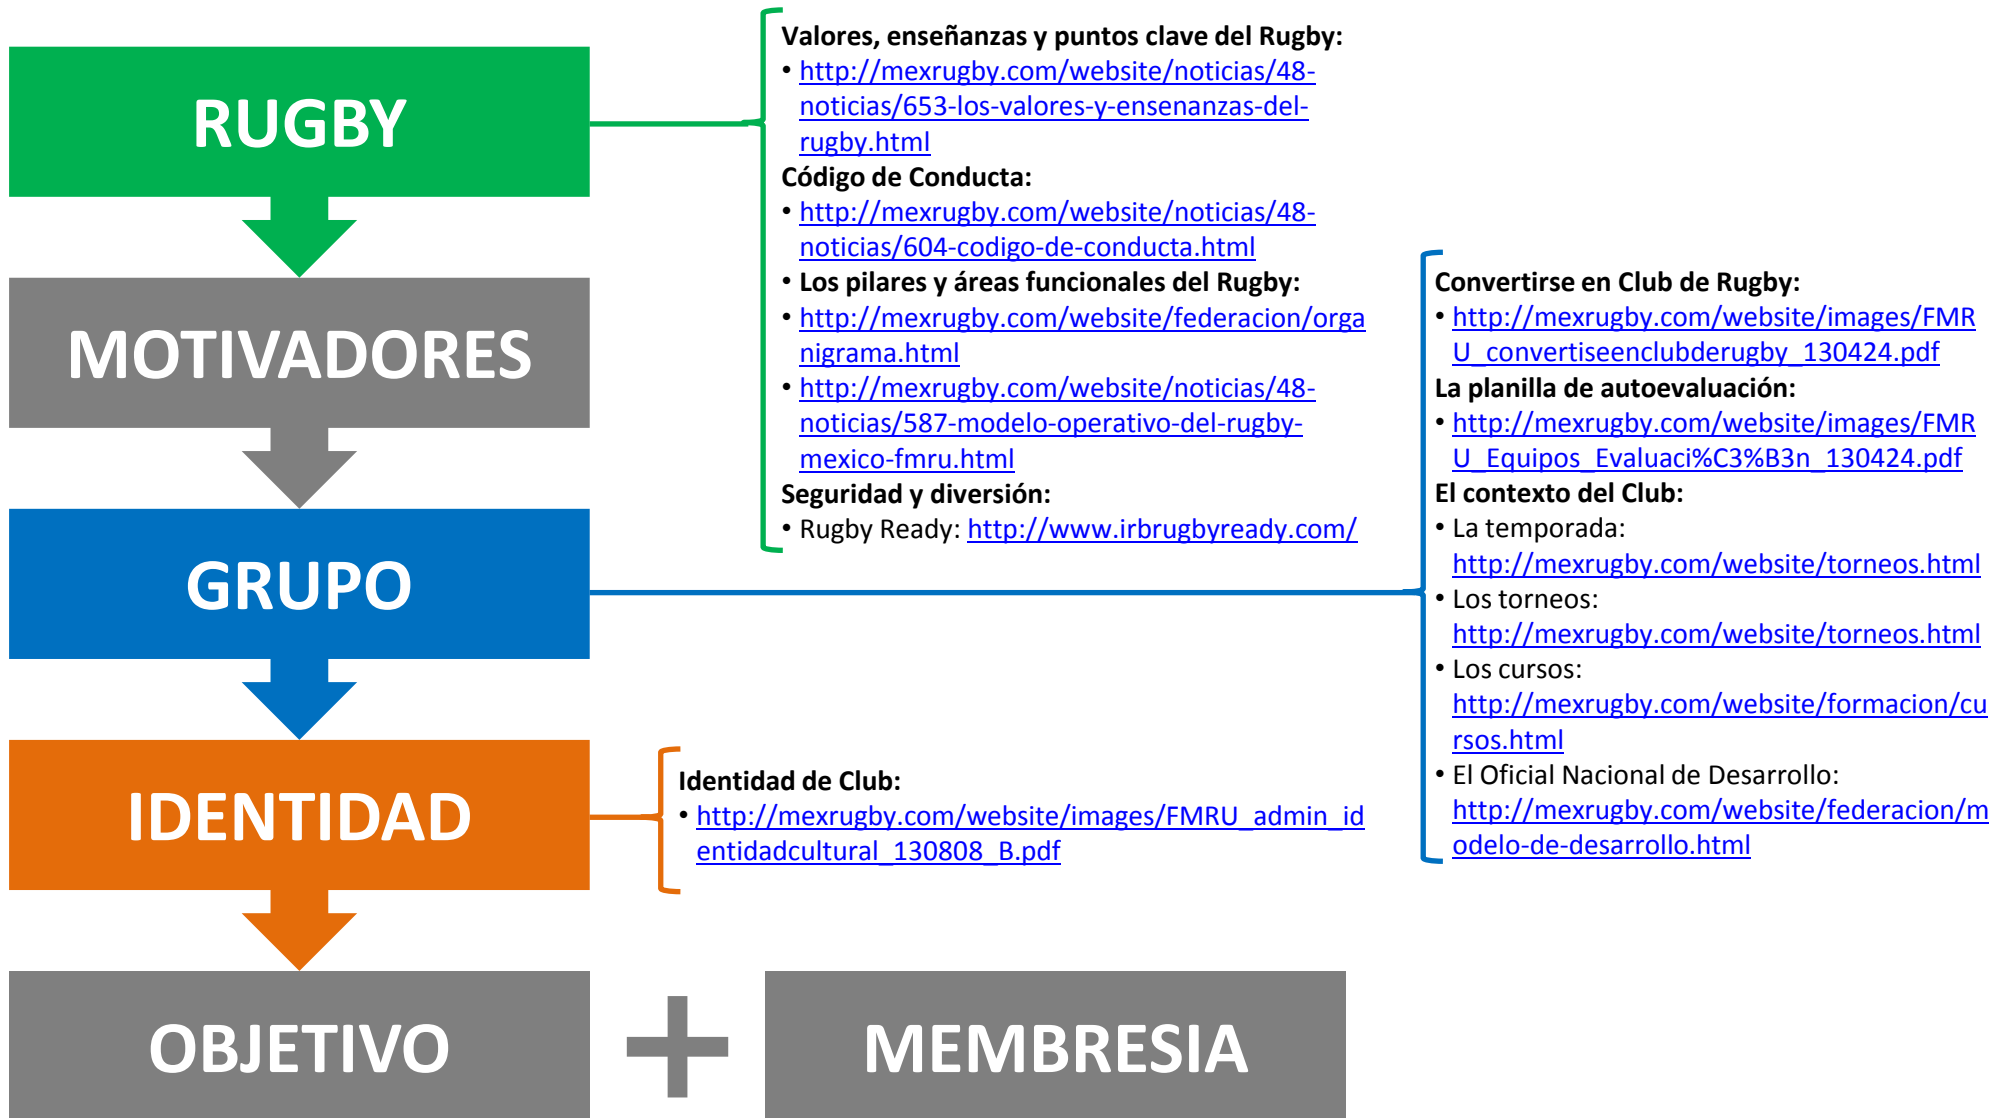 RUGBY
Valores, enseñanzas y puntos clave del Rugby:
• http://mexrugby.com/website/noticias/48-
noticias/653-los-valores-y-ensenanzas-del-
rugby.html
Código de Conducta:
• http://mexrugby.com/website/noticias/48-
noticias/604-codigo-de-conducta.html
• Los pilares y áreas funcionales del Rugby:
• http://mexrugby.com/website/federacion/orga
nigrama.html
• http://mexrugby.com/website/noticias/48-
noticias/587-modelo-operativo-del-rugby-
mexico-fmru.html
Seguridad y diversión:
• Rugby Ready: http://www.irbrugbyready.com/
MOTIVADORES
GRUPO
Convertirse en Club de Rugby:
• http://mexrugby.com/website/images/FMR
U_convertiseenclubderugby_130424.pdf
La planilla de autoevaluación:
• http://mexrugby.com/website/images/FMR
U_Equipos_Evaluaci%C3%B3n_130424.pdf
El contexto del Club:
• La temporada:
http://mexrugby.com/website/torneos.html
• Los torneos:
http://mexrugby.com/website/torneos.html
• Los cursos:
http://mexrugby.com/website/formacion/cu
rsos.html
• El Oficial Nacional de Desarrollo:
http://mexrugby.com/website/federacion/m
odelo-de-desarrollo.html
IDENTIDAD
Identidad de Club:
• http://mexrugby.com/website/images/FMRU_admin_id
entidadcultural_130808_B.pdf
OBJETIVO
+
MEMBRESIA